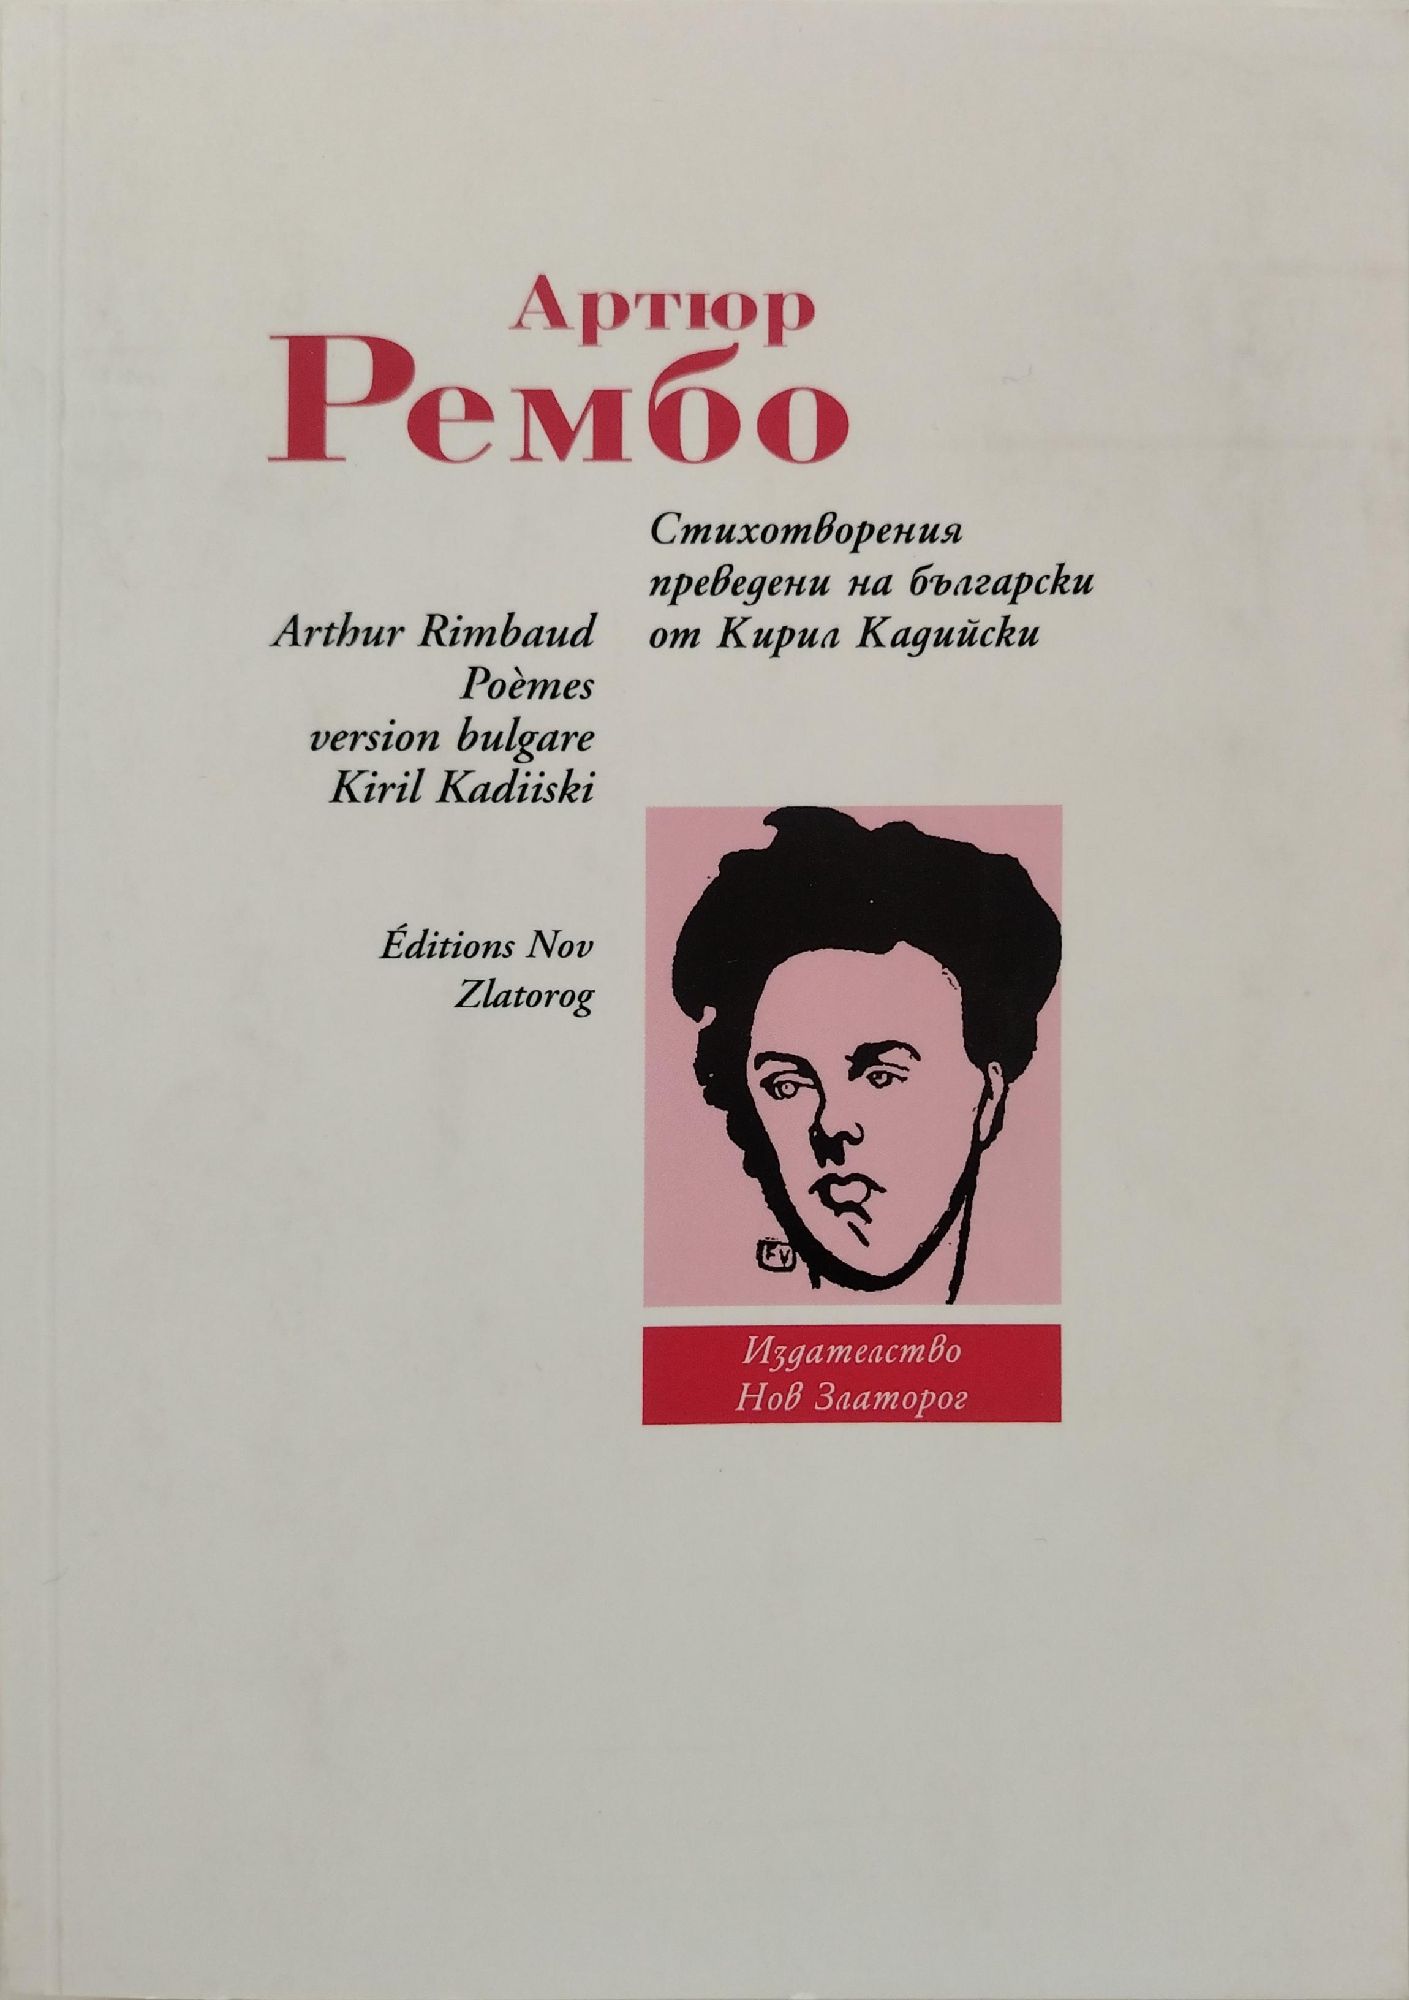 Артюр
Рембо
Стихотворения
преведени на български
от Кирил Кадийски
Arthur Rimbaud
Poèmes
version bulgare
Kiril Kadiiski
Éditions Nov
Zlatorog
FV
Издателство
Нов Златорог